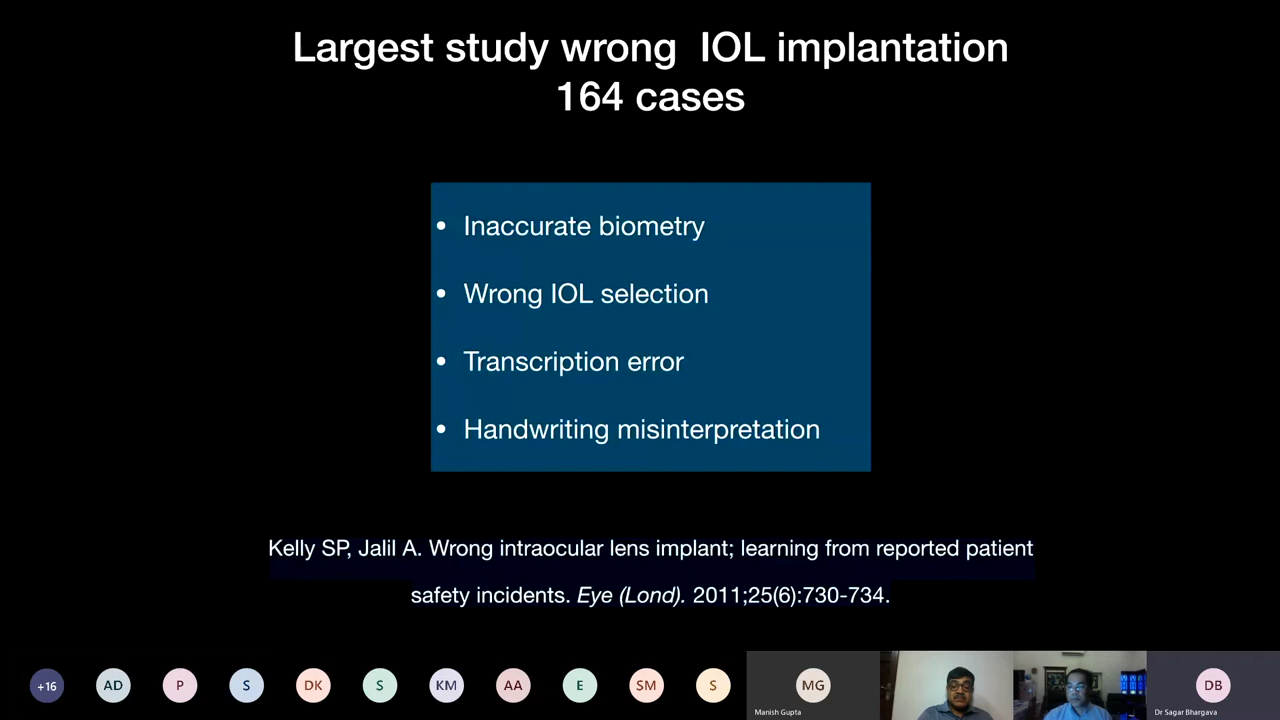 Largest study wrong IOL implantation
164 cases
• Inaccurate biometry
• Wrong IOL selection
• Transcription error
• Handwriting misinterpretation
Kelly SP, Jalil A. Wrong intraocular lens implant; learning from reported patient
safety incidents. Eye (Lond). 2011;25(6):730-734.
+16 AD P S DK S KM AA E SM S MG DB
Manish Gupta Dr Sagar Bhargava